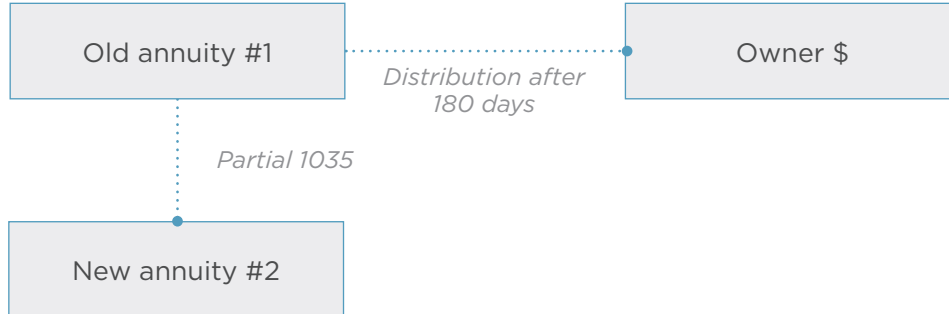 Old annuity #1
Owner $
Distribution after
180 days
Partial 1035
New annuity #2